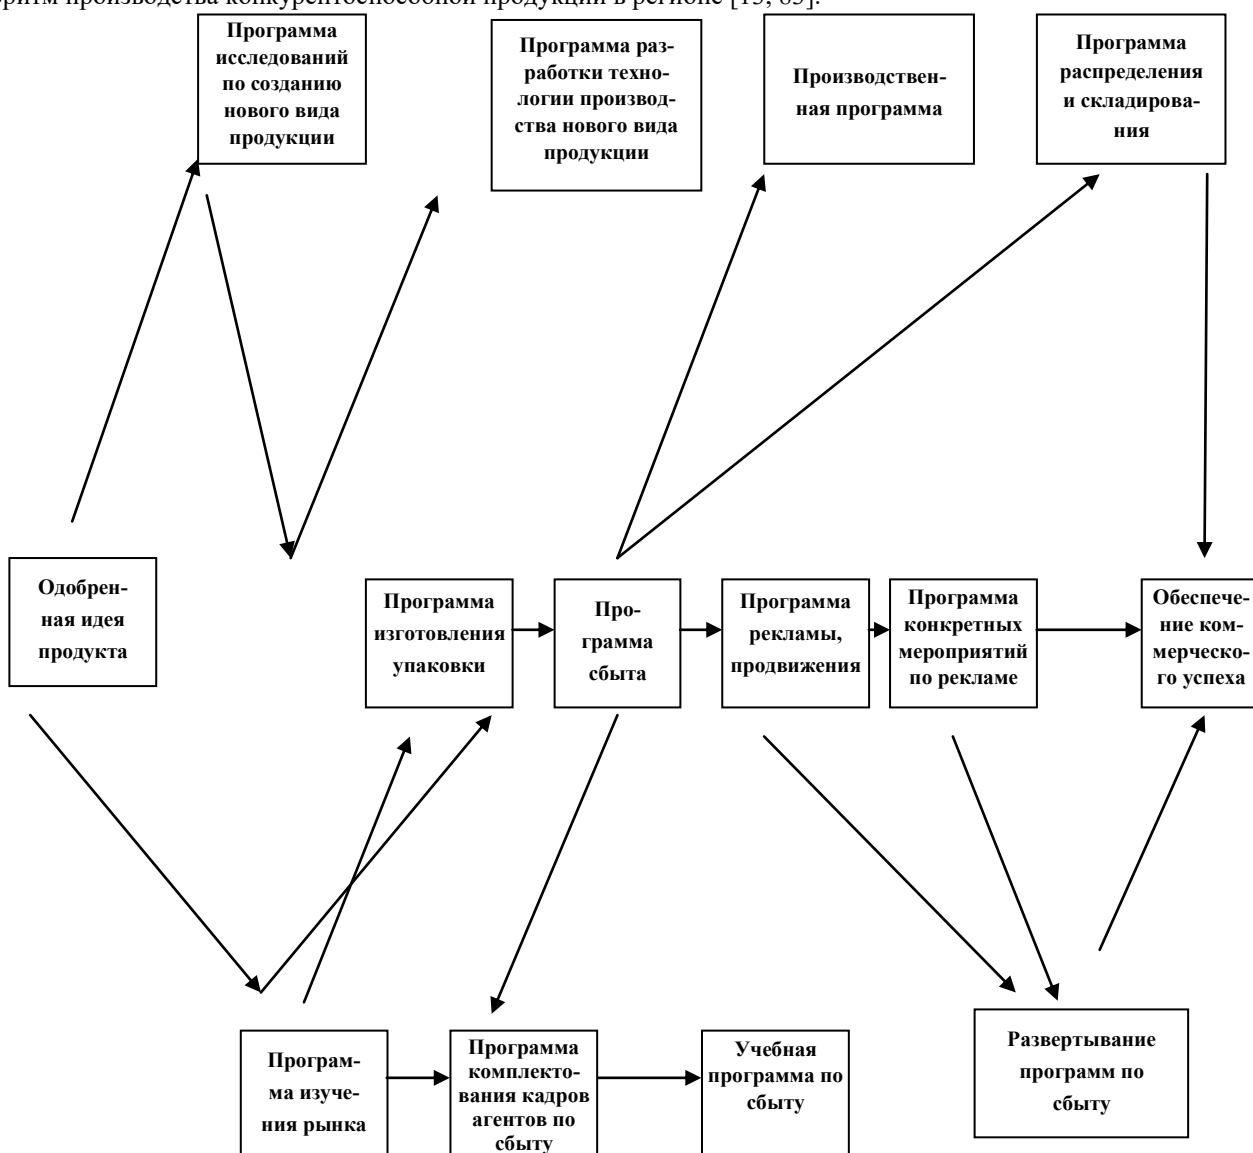 оритм производства конкурентоспособной продукции в регионе [15, 85].
Программа
исследований
по созданию
нового вида
продукции
Программа раз-
работки техно-
логии производ-
ства нового вида
продукции
Производствен-
ная программа
Программа
распределения
и складирова-
ния
Одобрен-
ная идея
продукта
Программа
изготовления
упаковки
Про-
грамма
сбыта
Программа
рекламы,
продвижения
Программа
конкретных
мероприятий
по рекламе
Обеспече-
ние ком-
мерческо-
го успеха
Програм-
ма изуче-
ния рынка
Программа
комплекто-
вания кадров
агентов по
сбыту
Учебная
программа по
сбыту
Развертывание
программ по
сбыту